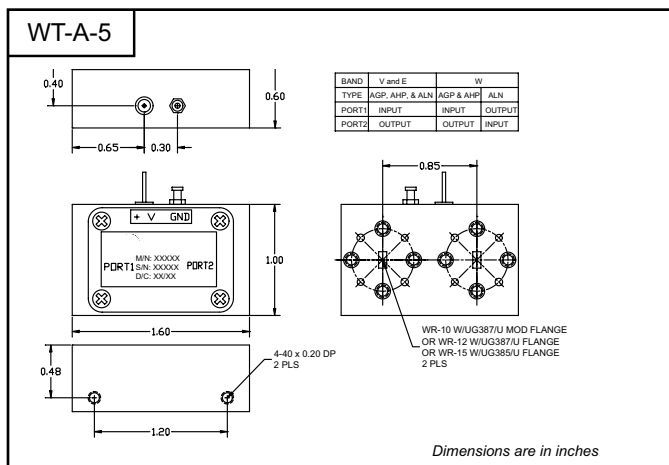 WT-A-5
0.40
0.60
0.65
0.30
BAND V and E W
TYPE AGP, AHP, & ALN AGP & AHP ALN
PORT1 INPUT INPUT OUTPUT
PORT2 OUTPUT OUTPUT INPUT
0.85
+ V GND
PORT1
M/N: XXXXX
S/N: XXXXX
D/C: XX/XX
PORT2
1.00
1.60
WR-10 W/UG387/U MOD FLANGE
OR WR-12 W/UG387/U FLANGE
OR WR-15 W/UG385/U FLANGE
2 PLS
0.48
4-40 x 0.20 DP
2 PLS
1.20
Dimensions are in inches